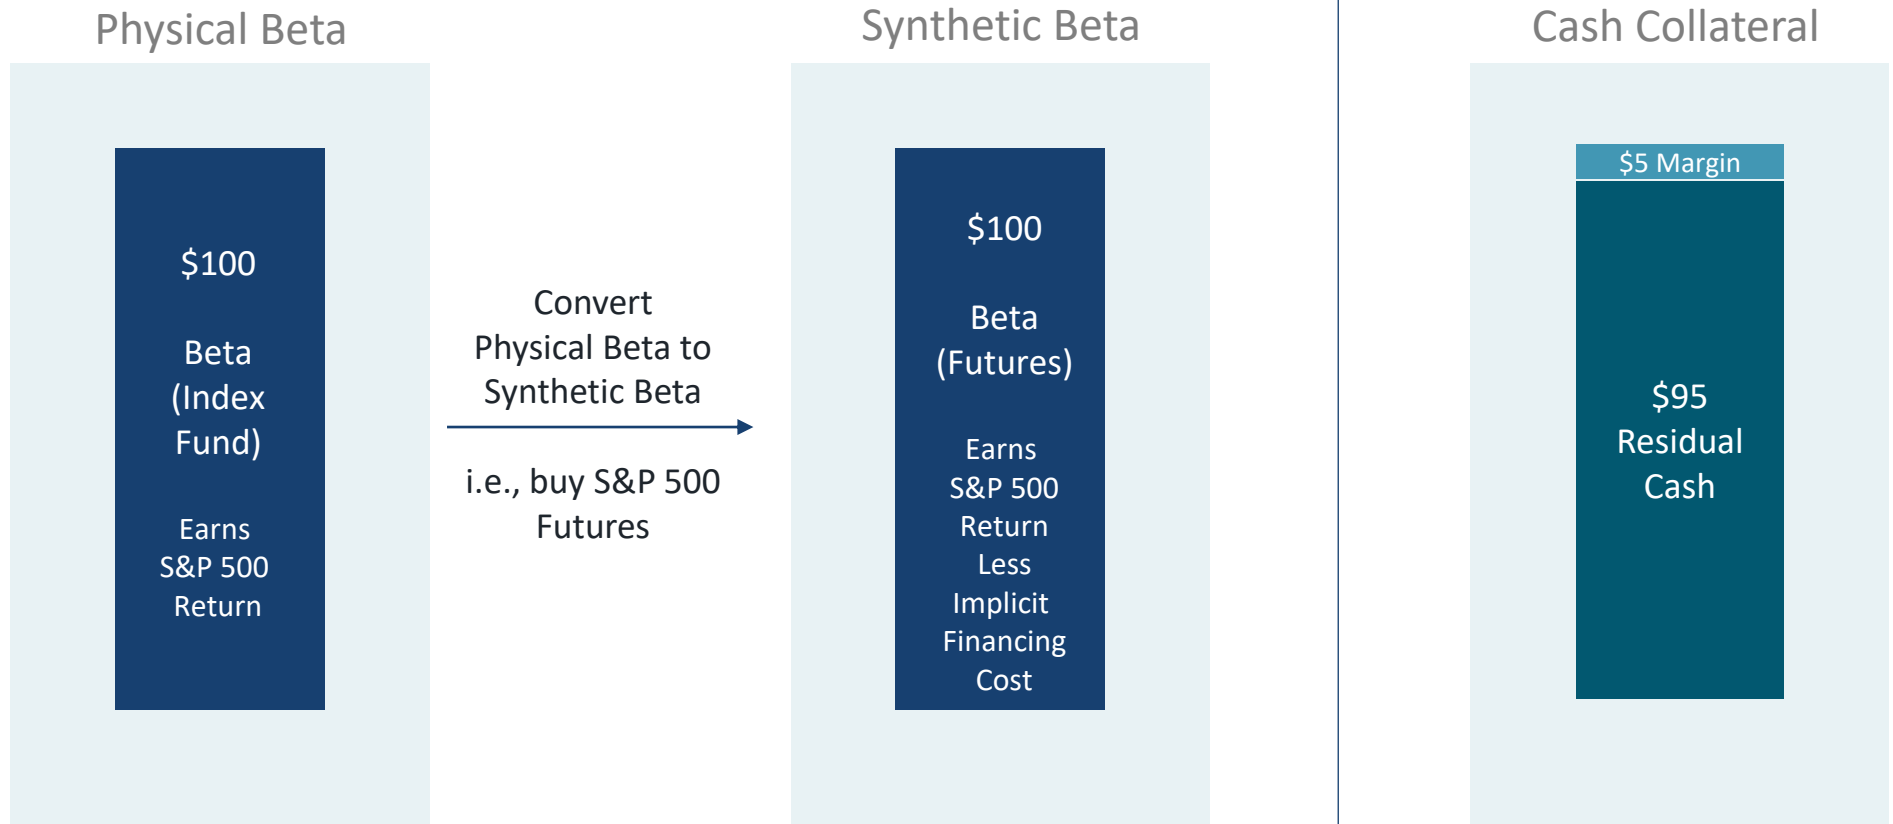 Physical Beta
Synthetic Beta
Cash Collateral
$100
Beta
(Index
Fund)
Earns
S&P 500
Return
Convert
Physical Beta to
Synthetic Beta
i.e., buy S&P 500
Futures
$100
Beta
(Futures)
Earns
S&P 500
Return
Less
Implicit
Financing
Cost
$5 Margin
$95
Residual
Cash